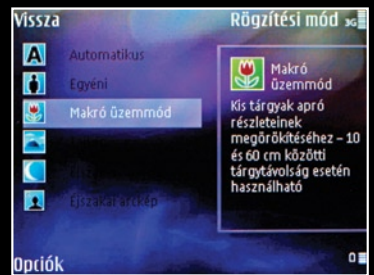 Vissza
Rögzítési mód 3G
A Automatikus
Egyéni
Makró üzemmód
Éjszakai arckép
Makró
üzemmód
Kis tárgyak apró
részleteinek
megörökítéséhez – 10
és 60 cm közötti
tárgytávolság esetén
használható
Opciók
0